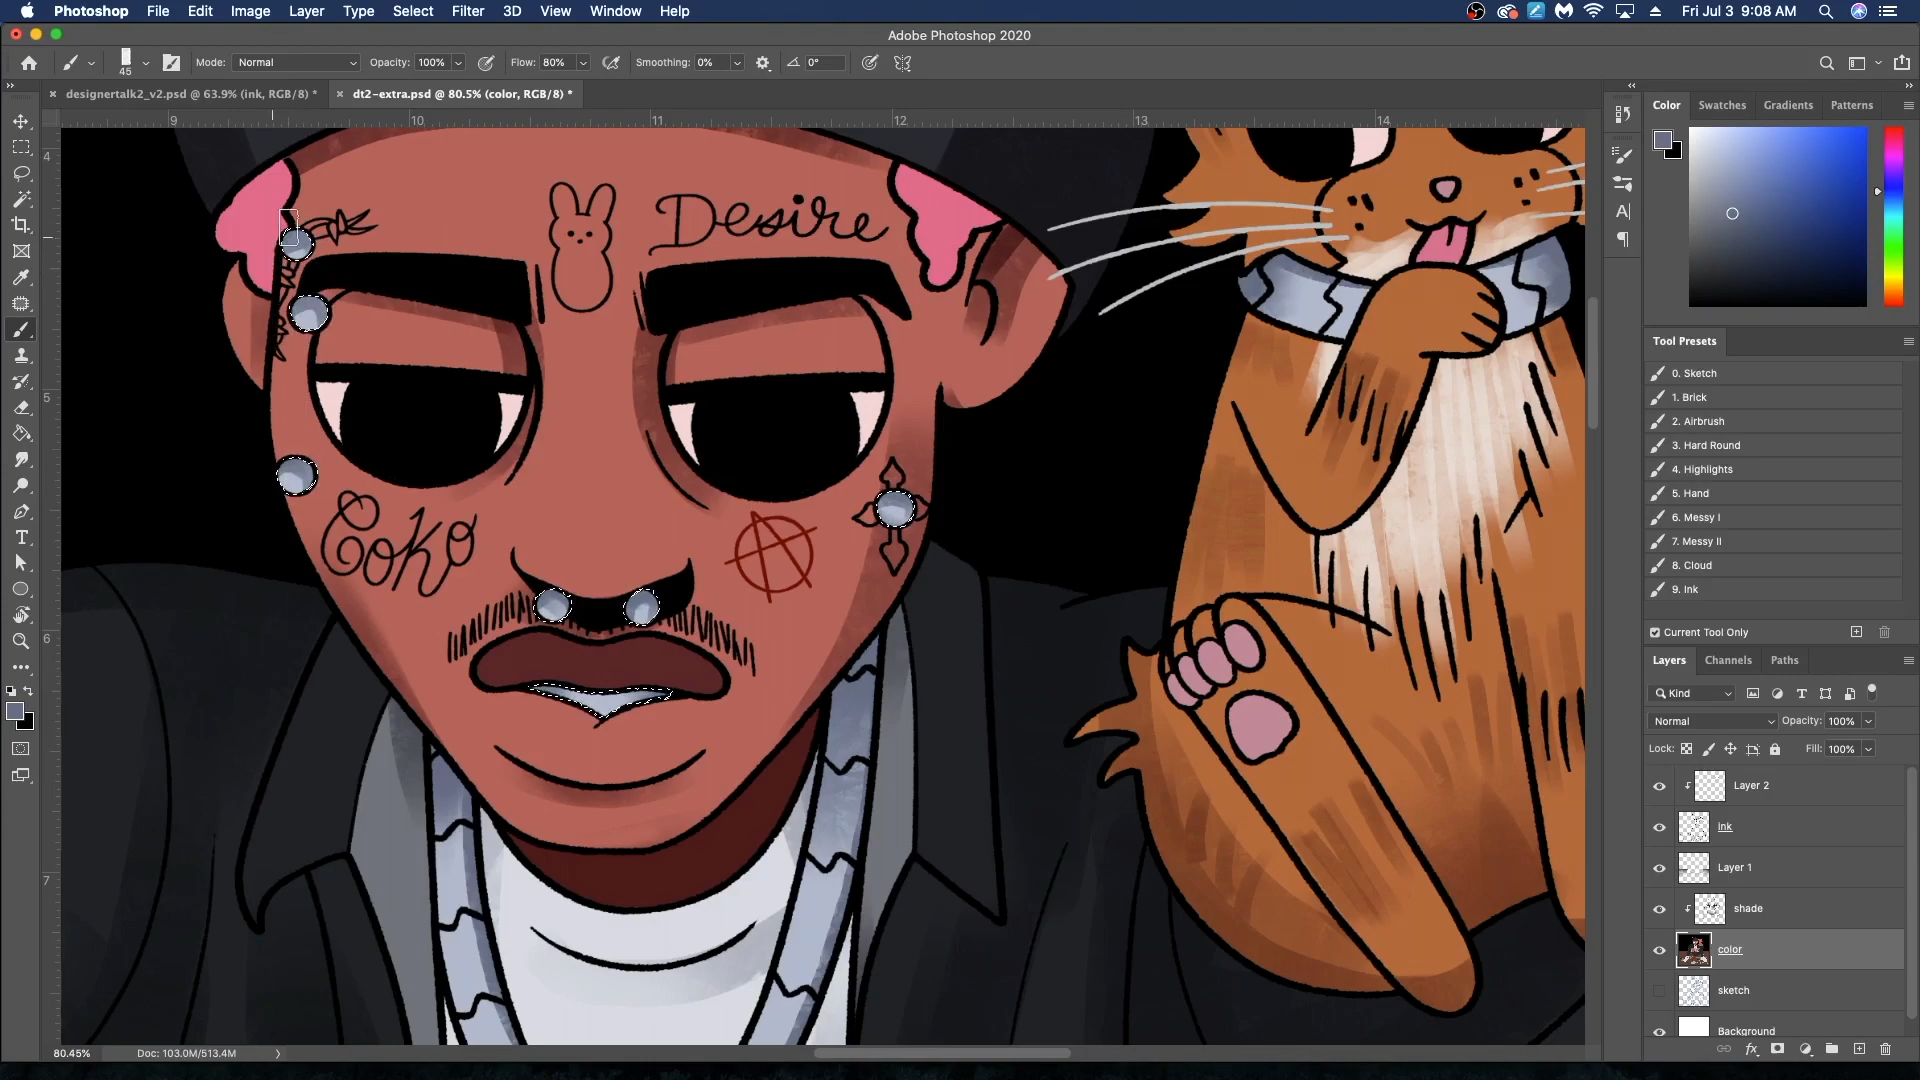 Photoshop File Edit Image Layer Type Select Filter 3D View Window Help Fri Jul 3 9:08 AM
Adobe Photoshop 2020
45 Mode: Normal Opacity: 100% Flow: 80% Smoothing: 0% 0°
designertalk2_v2.psd @ 63.9% (ink, RGB/8) * dt2-extra.psd @ 80.5% (color, RGB/8) *
9 10 11 12 13 14
4
5
6
7
Desire
Coko
A
Color Swatches Gradients Patterns
Tool Presets
0. Sketch
1. Brick
2. Airbrush
3. Hard Round
4. Highlights
5. Hand
6. Messy I
7. Messy II
8. Cloud
9. Ink
Current Tool Only
Layers Channels Paths
Kind
Normal Opacity: 100%
Lock: Fill: 100%
Layer 2
ink
Layer 1
shade
color
sketch
Background
80.45% Doc: 103.0M/513.4M